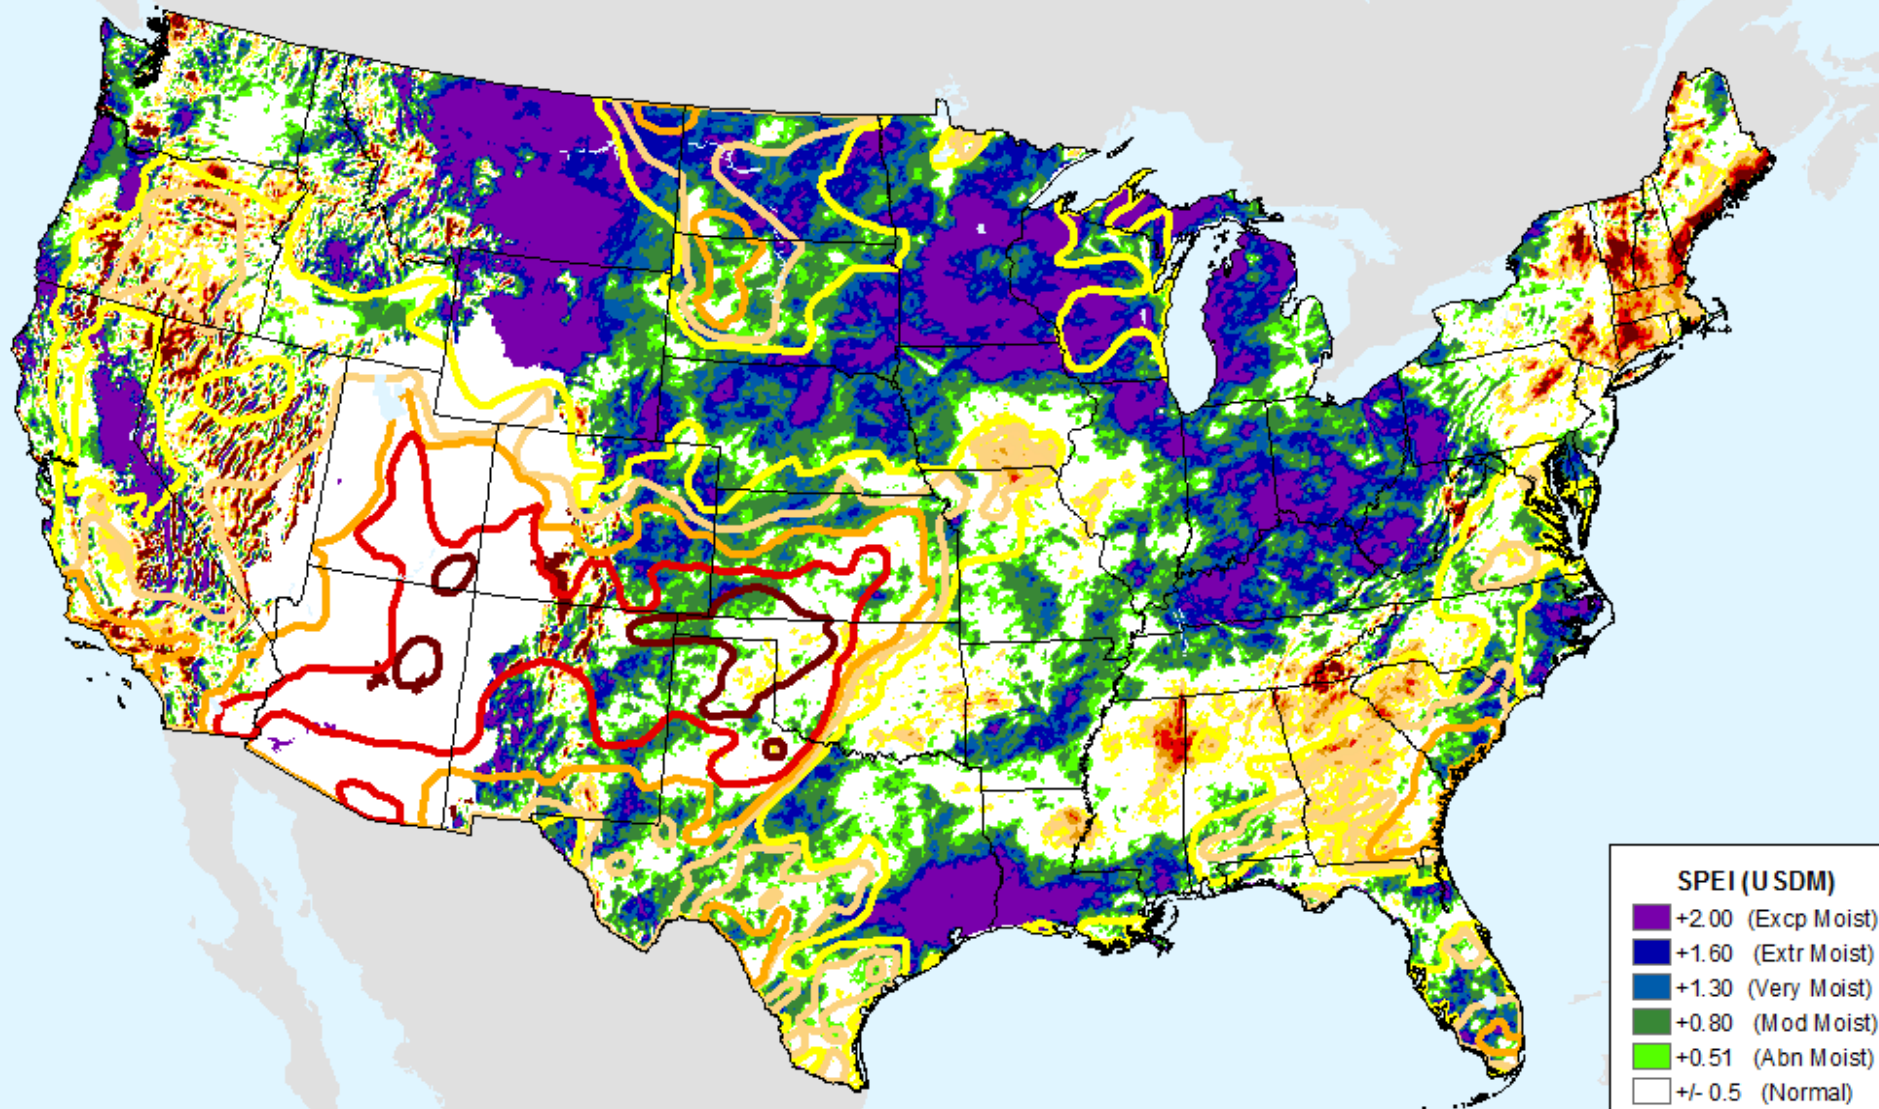 SPEI (USDM)
+2.00 (Excp Moist)
+1.60 (Extr Moist)
+1.30 (Very Moist)
+0.80 (Mod Moist)
+0.51 (Abn Moist)
+/- 0.5 (Normal)